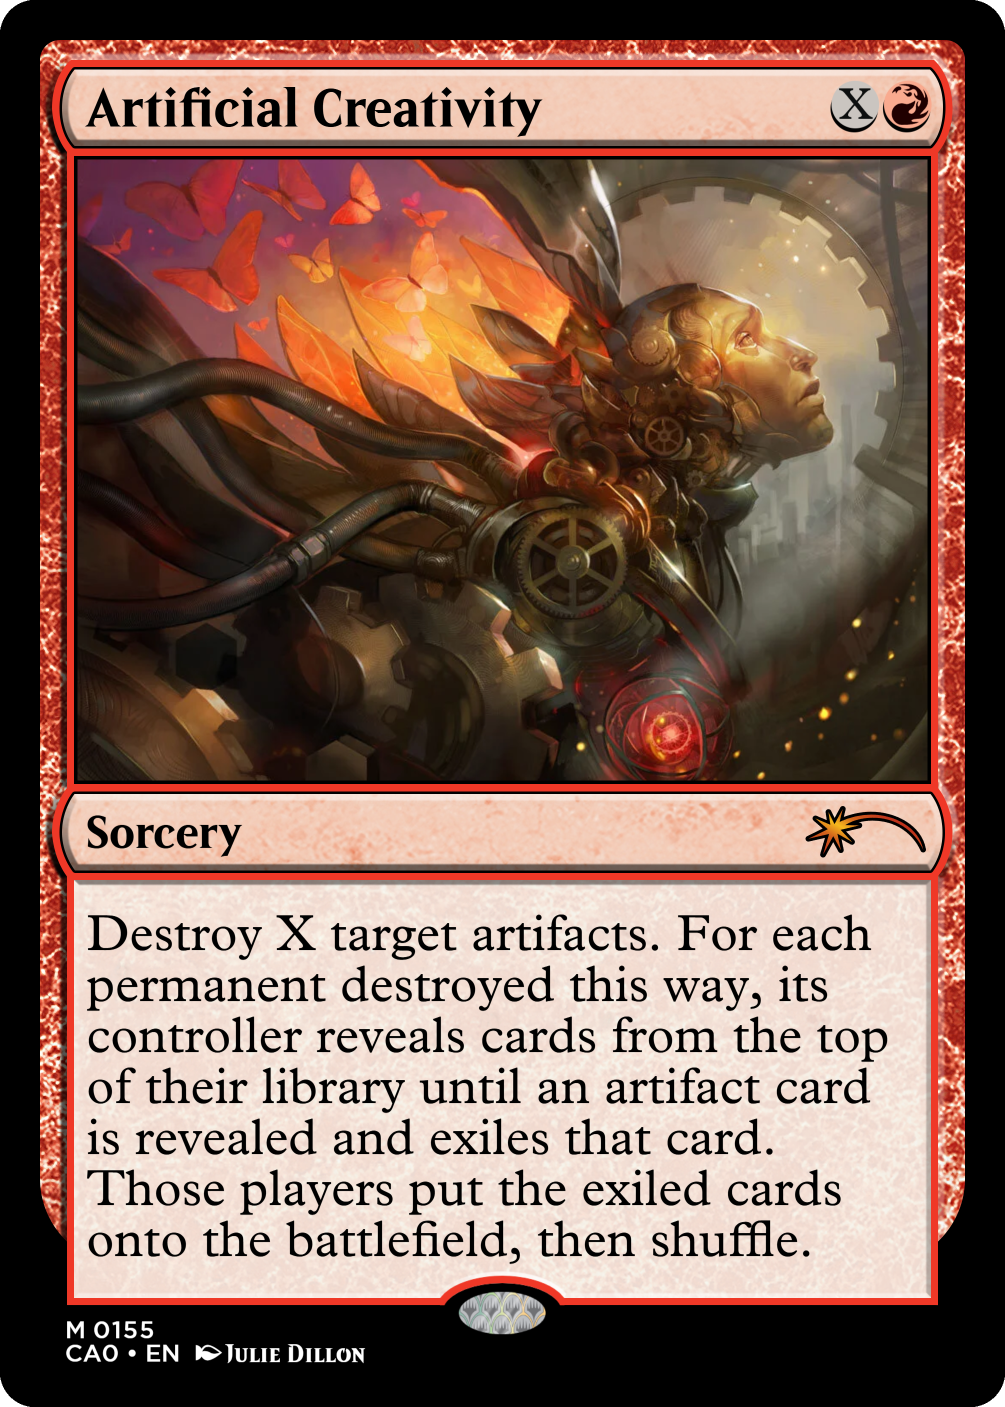 Artificial Creativity X
Sorcery
Destroy X target artifacts. For each
permanent destroyed this way, its
controller reveals cards from the top
of their library until an artifact card
is revealed and exiles that card.
Those players put the exiled cards
onto the battlefield, then shuffle.
M 0155
CAO • EN Julie Dillon